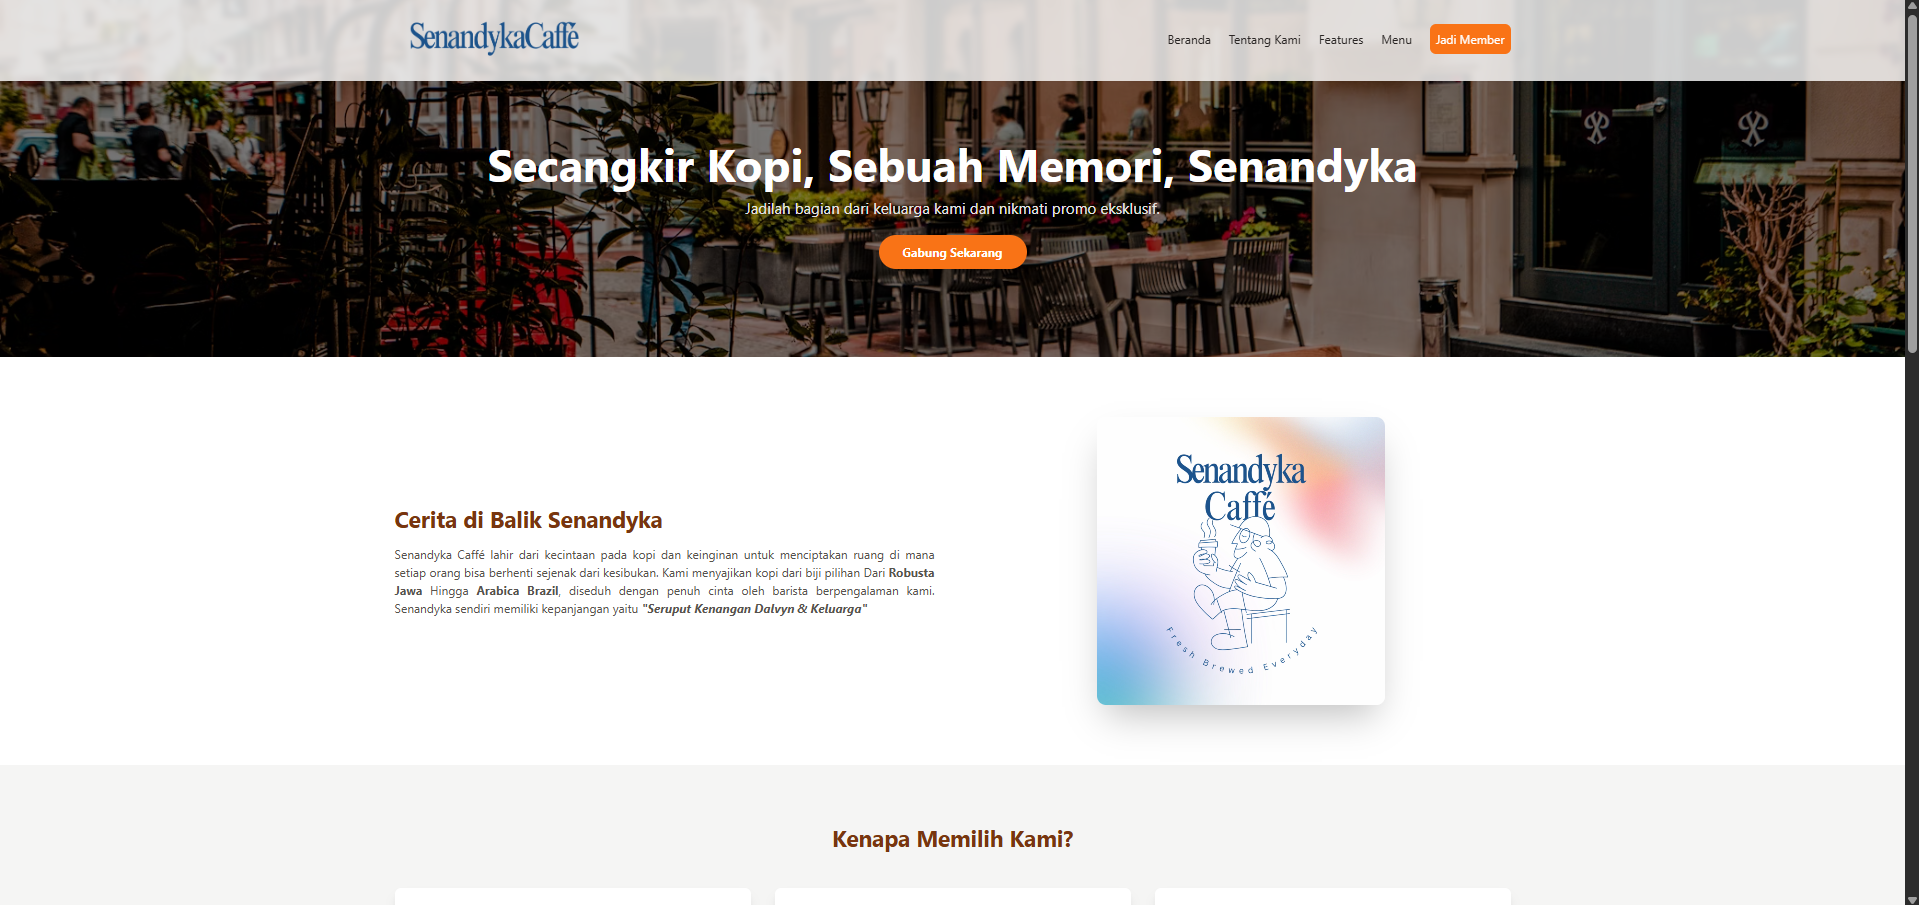 SenandykaCaffé
Beranda Tentang Kami Features Menu Jadi Member
Secangkir Kopi, Sebuah Memori, Senandyka
Jadilah bagian dari keluarga kami dan nikmati promo eksklusif.
Gabung Sekarang
Cerita di Balik Senandyka
Senandyka Caffé lahir dari kecintaan pada kopi dan keinginan untuk menciptakan ruang di mana
setiap orang bisa berhenti sejenak dari kesibukan. Kami menyajikan kopi dari biji pilihan Dari Robusta
Jawa Hingga Arabica Brazil, diseduh dengan penuh cinta oleh barista berpengalaman kami.
Senandyka sendiri memiliki kepanjangan yaitu "Seruput Kenangan Dalvyn & Keluarga"
Senandyka
Caffé
Fresh Brewed Everyday
Kenapa Memilih Kami?